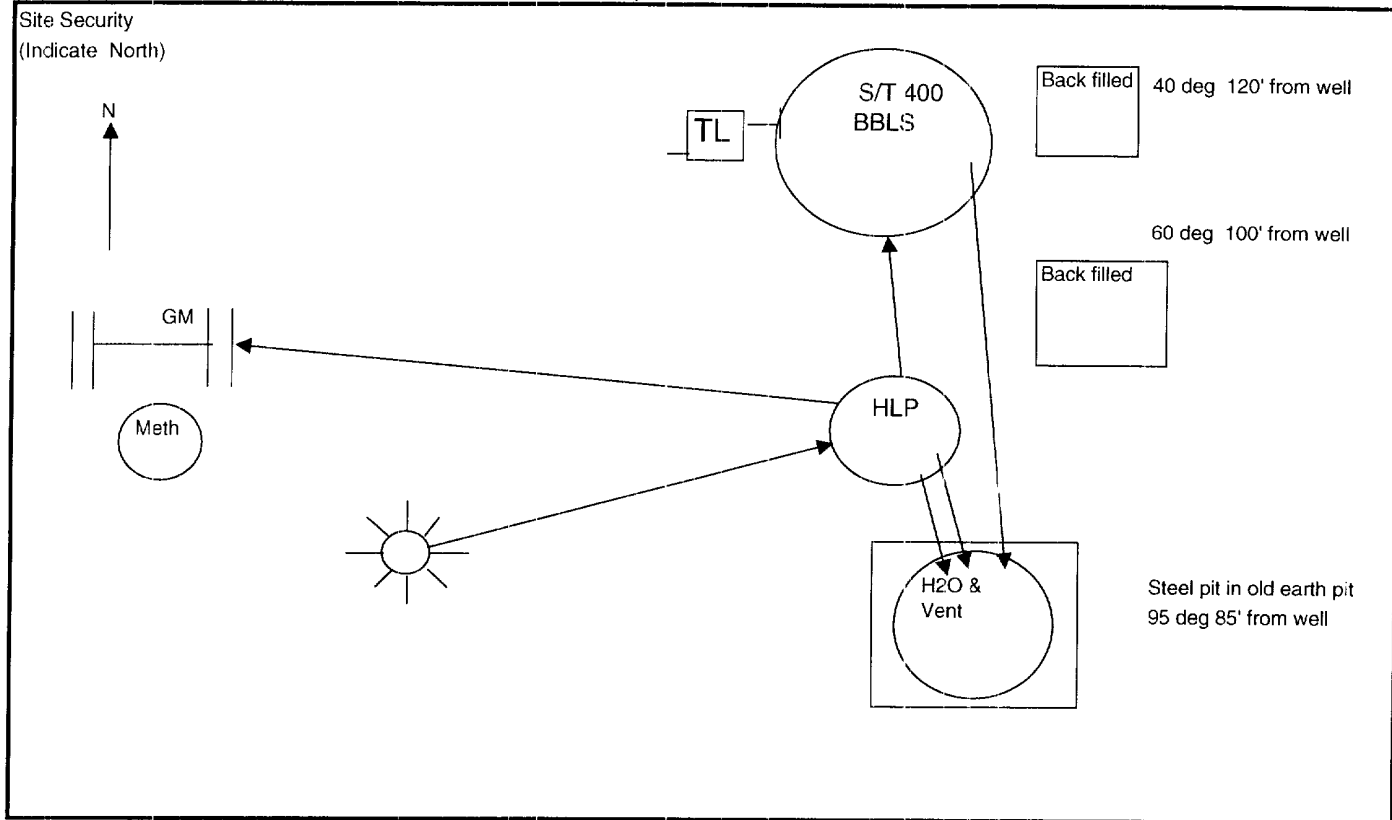 Site Security
(Indicate North)
N
S/T 400
BBLS
TL
Back filled
40 deg 120' from well
60 deg 100' from well
Back filled
GM
Meth
HLP
H2O &
Vent
Steel pit in old earth pit
95 deg 85' from well